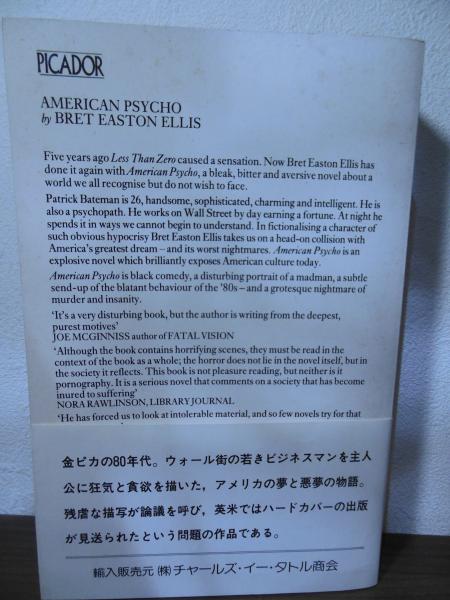 PICADOR
AMERICAN PSYCHO
by BRET EASTON ELLIS
Five years ago Less Than Zero caused a sensation. Now Bret Easton Ellis has
done it again with American Psycho, a bleak, bitter and aversive novel about a
world we all recognise but do not wish to face.
Patrick Bateman is 26, handsome, sophisticated, charming and intelligent. He is
also a psychopath. He works on Wall Street by day earning a fortune. At night he
spends it in ways we cannot begin to understand. In fictionalising a character of
such obvious hypocrisy Bret Easton Ellis takes us on a head-on collision with
America's greatest dream – and its worst nightmares. American Psycho is an
explosive novel which brilliantly exposes American culture today.
American Psycho is black comedy, a disturbing portrait of a madman, a subtle
send-up of the blatant behaviour of the '80s – and a grotesque nightmare of
murder and insanity.
'It's a very disturbing book, but the author is writing from the deepest,
purest motives'
JOE MCGINNISS author of FATAL VISION
'Although the book contains horrifying scenes, they must be read in the
context of the book as a whole; the horror does not lie in the novel itself, but in
the society it reflects. This book is not pleasure reading, but neither is it
pornography. It is a serious novel that comments on a society that has become
inured to suffering'
NORA RAWLINSON, LIBRARY JOURNAL
'He has forced us to look at intolerable material, and so few novels try for that
金ピカの80年代。ウォール街の若きビジネスマンを主人
公に狂気と貪欲を描いた，アメリカの夢と悪夢の物語。
残虐な描写が論議を呼び，英米ではハードカバーの出版
が見送られたという問題の作品である。
輸入販売元 ㈱チャールズ・イー・タトル商会